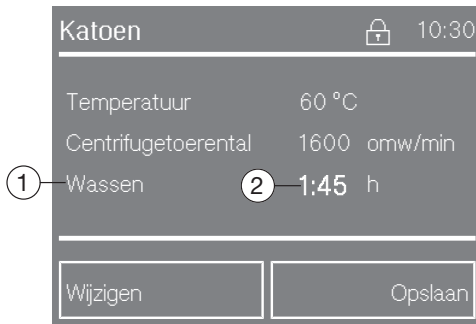 Katoen 10:30
Temperatuur 60 °C
Centrifugetoerental 1600 omw/min
1 Wassen 2 1:45 h
Wijzigen Opslaan